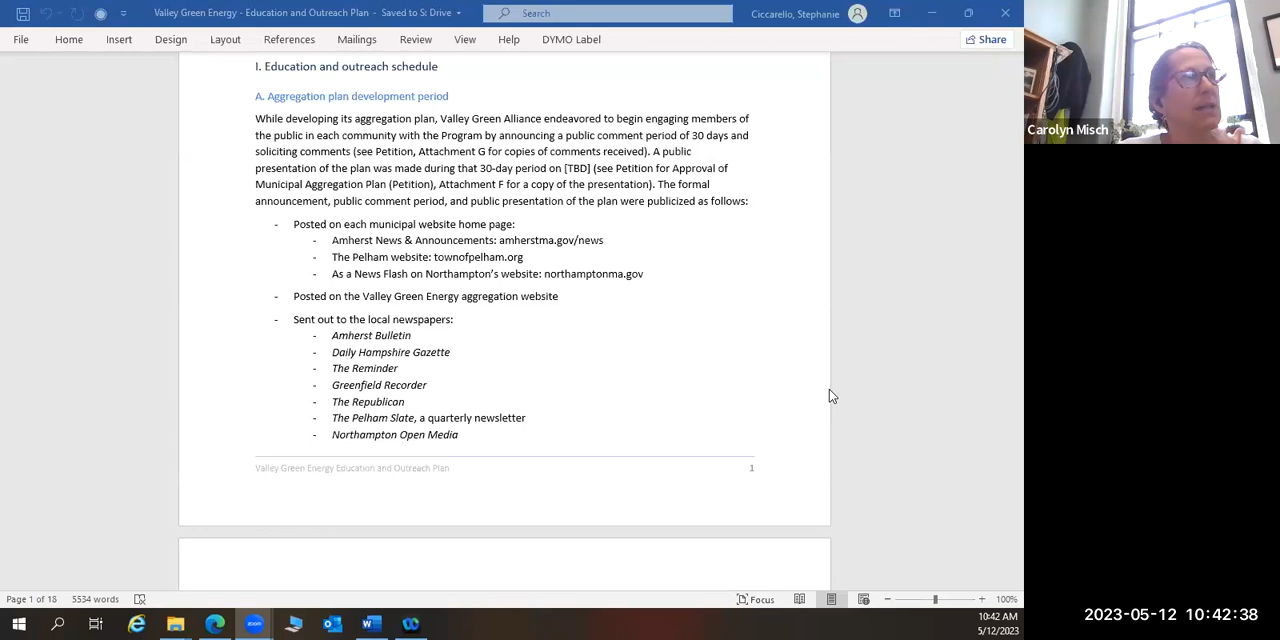 Valley Green Energy - Education and Outreach Plan - Saved to S: Drive
Search
Ciccarello, Stephanie
File Home Insert Design Layout References Mailings Review View Help DYMO Label
Share
I. Education and outreach schedule
A. Aggregation plan development period
While developing its aggregation plan, Valley Green Alliance endeavored to begin engaging members of
the public in each community with the Program by announcing a public comment period of 30 days and
soliciting comments (see Petition, Attachment G for copies of comments received). A public
presentation of the plan was made during that 30-day period on [TBD] (see Petition for Approval of
Municipal Aggregation Plan (Petition), Attachment F for a copy of the presentation). The formal
announcement, public comment period, and public presentation of the plan were publicized as follows:
- Posted on each municipal website home page:
- Amherst News & Announcements: amherstma.gov/news
- The Pelham website: townofpelham.org
- As a News Flash on Northampton's website: northamptonma.gov
- Posted on the Valley Green Energy aggregation website
- Sent out to the local newspapers:
- Amherst Bulletin
- Daily Hampshire Gazette
- The Reminder
- Greenfield Recorder
- The Republican
- The Pelham Slate, a quarterly newsletter
- Northampton Open Media
Valley Green Energy Education and Outreach Plan 1
Page 1 of 18 5534 words
Focus
100%
zoom
10:42 AM
5/12/2023
Carolyn Misch
2023-05-12 10:42:38